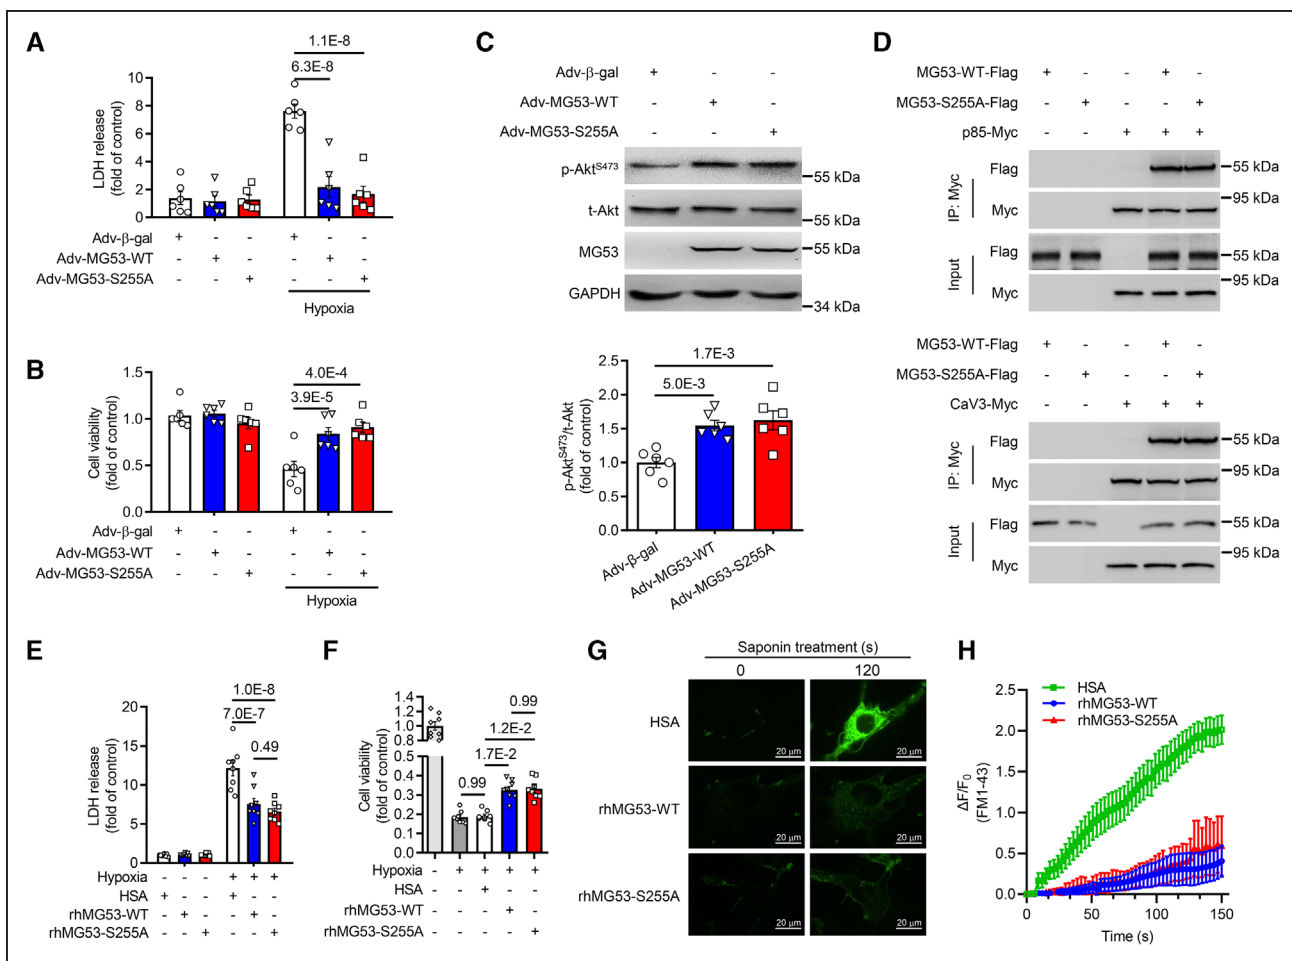 A
1.1E-8
6.3E-8
10
8
6
4
2
0
LDH release
(fold of control)
Adv-β-gal + - - + - -
Adv-MG53-WT - + - - + -
Adv-MG53-S255A - - + - - +
Hypoxia
B
4.0E-4
3.9E-5
1.5
1.0
0.5
0.0
Cell viability
(fold of control)
Adv-β-gal + - - + - -
Adv-MG53-WT - + - - + -
Adv-MG53-S255A - - + - - +
Hypoxia
C
Adv-β-gal + - -
Adv-MG53-WT - + -
Adv-MG53-S255A - - +
p-AktS473
55 kDa
t-Akt
55 kDa
MG53
55 kDa
GAPDH
34 kDa
1.7E-3
5.0E-3
2.5
2.0
1.5
1.0
0.5
0.0
p-AktS473/t-Akt
(fold of control)
Adv-β-gal
Adv-MG53-WT
Adv-MG53-S255A
D
MG53-WT-Flag + - - + -
MG53-S255A-Flag - + - - +
p85-Myc - - + + +
IP: Myc
Flag
55 kDa
Myc
95 kDa
Input
Flag
55 kDa
Myc
95 kDa
MG53-WT-Flag + - - + -
MG53-S255A-Flag - + - - +
CaV3-Myc - - + + +
IP: Myc
Flag
55 kDa
Myc
95 kDa
Input
Flag
55 kDa
Myc
95 kDa
E
1.0E-8
7.0E-7
0.49
20
15
10
5
0
LDH release
(fold of control)
Hypoxia - - - + + +
HSA + - - + - -
rhMG53-WT - + - - + -
rhMG53-S255A - - + - - +
F
0.99
1.2E-2
1.7E-2
0.99
1.4
1.2
1.0
0.8
0.5
0.4
0.3
0.2
0.1
0.0
Cell viability
(fold of control)
Hypoxia - + + + +
HSA - - + - -
rhMG53-WT - - - + -
rhMG53-S255A - - - - +
G
Saponin treatment (s)
0 120
HSA
20 μm
20 μm
rhMG53-WT
20 μm
20 μm
rhMG53-S255A
20 μm
20 μm
H
HSA
rhMG53-WT
rhMG53-S255A
2.5
2.0
1.5
1.0
0.5
0.0
ΔF/F0
(FM1-43)
0 50 100 150
Time (s)